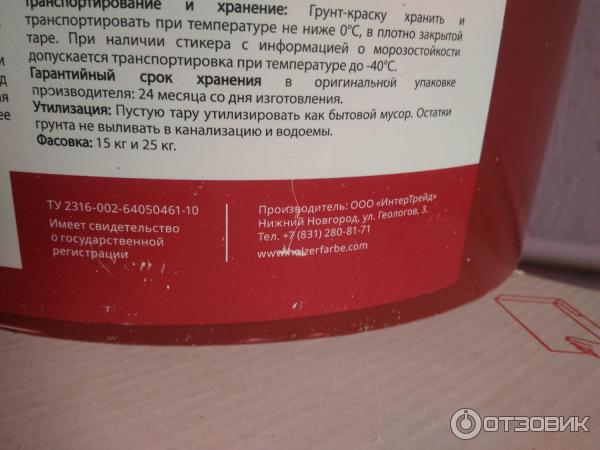 транспортирование и хранение: Грунт-краску хранить и
транспортировать при температуре не ниже 0°С, в плотно закрытой
таре. При наличии стикера с информацией о морозостойкости
допускается транспортировка при температуре до -40°С.
Гарантийный срок хранения в оригинальной упаковке
производителя: 24 месяца со дня изготовления.
Утилизация: Пустую тару утилизировать как бытовой мусор. Остатки
грунта не выливать в канализацию и водоемы.
Фасовка: 15 кг и 25 кг.
ТУ 2316-002-64050461-10
Имеет свидетельство
о государственной
регистрации
Производитель: ООО «ИнтерТрейд»
Нижний Новгород, ул. Геологов, 3.
Тел. +7 (831) 280-81-71
www.holzerfarbe.com
ОТЗОВИК